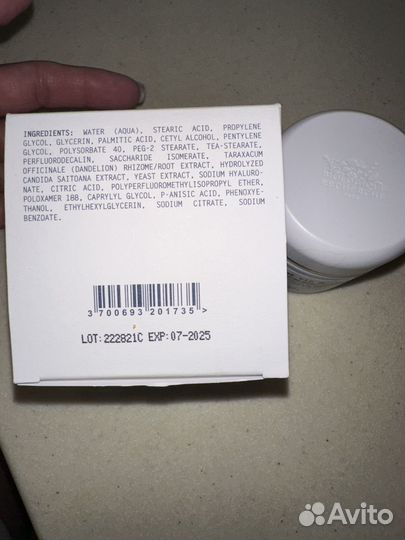 INGREDIENTS: WATER (AQUA), STEARIC ACID, PROPYLENE
GLYCOL, GLYCERIN, PALMITIC ACID, CETYL ALCOHOL, PENTYLENE
GLYCOL, POLYSORBATE 40, PEG-2 STEARATE, TEA-STEARATE,
PERFLUORODECALIN, SACCHARIDE ISOMERATE, TARAXACUM
OFFICINALE (DANDELION) RHIZOME/ROOT EXTRACT, HYDROLYZED
CANDIDA SAITOANA EXTRACT, YEAST EXTRACT, SODIUM HYALURO-
NATE, CITRIC ACID, POLYPERFLUOROMETHYLISOPROPYL ETHER,
POLOXAMER 188, CAPRYLYL GLYCOL, P-ANISIC ACID, PHENOXYE-
THANOL, ETHYLHEXYLGLYCERIN, SODIUM CITRATE, SODIUM
BENZOATE.
3 700693 201735 >
LOT:222821C EXP:07-2025
Avito